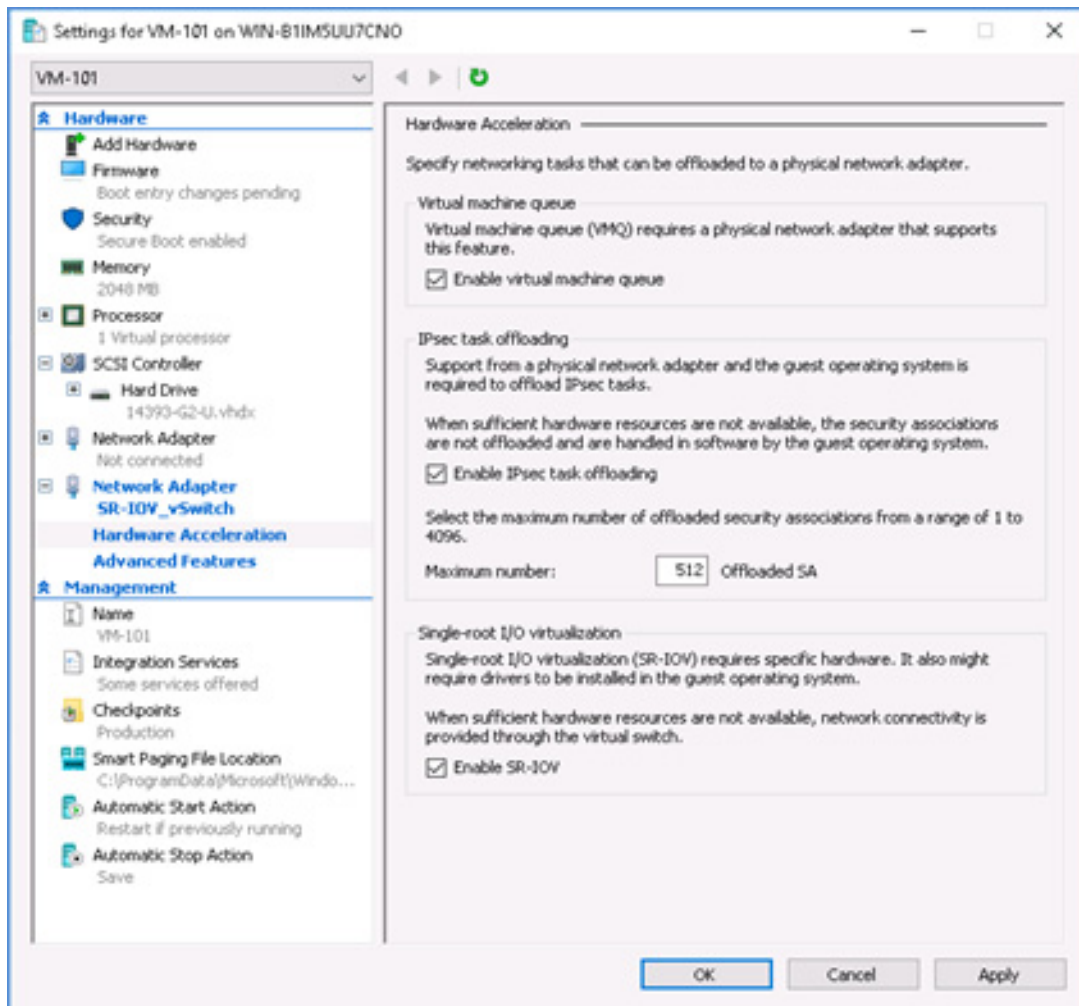 Settings for VM-101 on WIN-B1IM5UU7CNO
VM-101
Hardware
Add Hardware
Firmware
Boot entry changes pending
Security
Secure Boot enabled
Memory
2048 MB
Processor
1 Virtual processor
SCSI Controller
Hard Drive
14393-G2-U.vhdx
Network Adapter
Not connected
Network Adapter
SR-IOV_vSwitch
Hardware Acceleration
Advanced Features
Management
Name
VM-101
Integration Services
Some services offered
Checkpoints
Production
Smart Paging File Location
C:\ProgramData\Microsoft\Windo...
Automatic Start Action
Restart if previously running
Automatic Stop Action
Save
Hardware Acceleration
Specify networking tasks that can be offloaded to a physical network adapter.
Virtual machine queue
Virtual machine queue (VMQ) requires a physical network adapter that supports
this feature.
Enable virtual machine queue
IPsec task offloading
Support from a physical network adapter and the guest operating system is
required to offload IPsec tasks.
When sufficient hardware resources are not available, the security associations
are not offloaded and are handled in software by the guest operating system.
Enable IPsec task offloading
Select the maximum number of offloaded security associations from a range of 1 to
4096.
Maximum number: 512 Offloaded SA
Single-root I/O virtualization
Single-root I/O virtualization (SR-IOV) requires specific hardware. It also might
require drivers to be installed in the guest operating system.
When sufficient hardware resources are not available, network connectivity is
provided through the virtual switch.
Enable SR-IOV
OK Cancel Apply